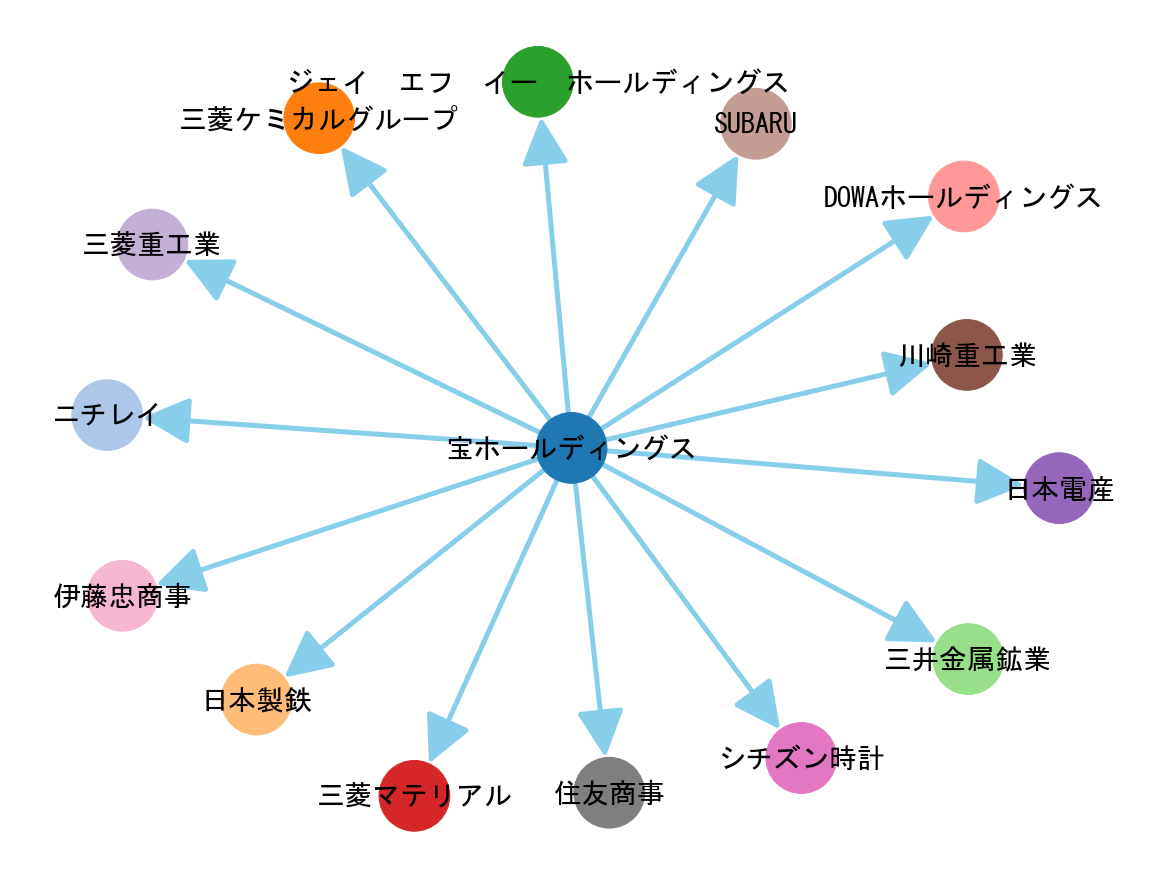 ジェイ　エフ　イー　ホールディングス
三菱ケミカルグループ
SUBARU
DOWAホールディングス
三菱重工業
川崎重工業
ニチレイ
宝ホールディングス
日本電産
伊藤忠商事
三井金属鉱業
日本製鉄
シチズン時計
三菱マテリアル
住友商事